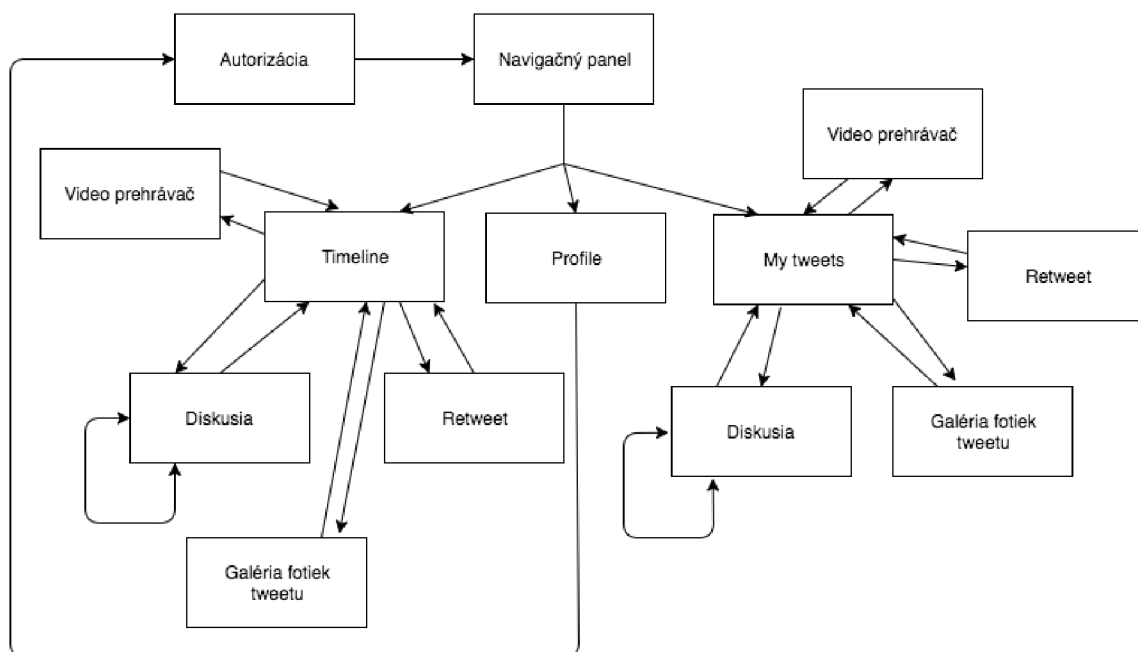 Autorizácia
Navigačný panel
Video prehrávač
Video prehrávač
Timeline
Profile
My tweets
Retweet
Diskusia
Retweet
Diskusia
Galéria fotiek
tweetu
Galéria fotiek
tweetu